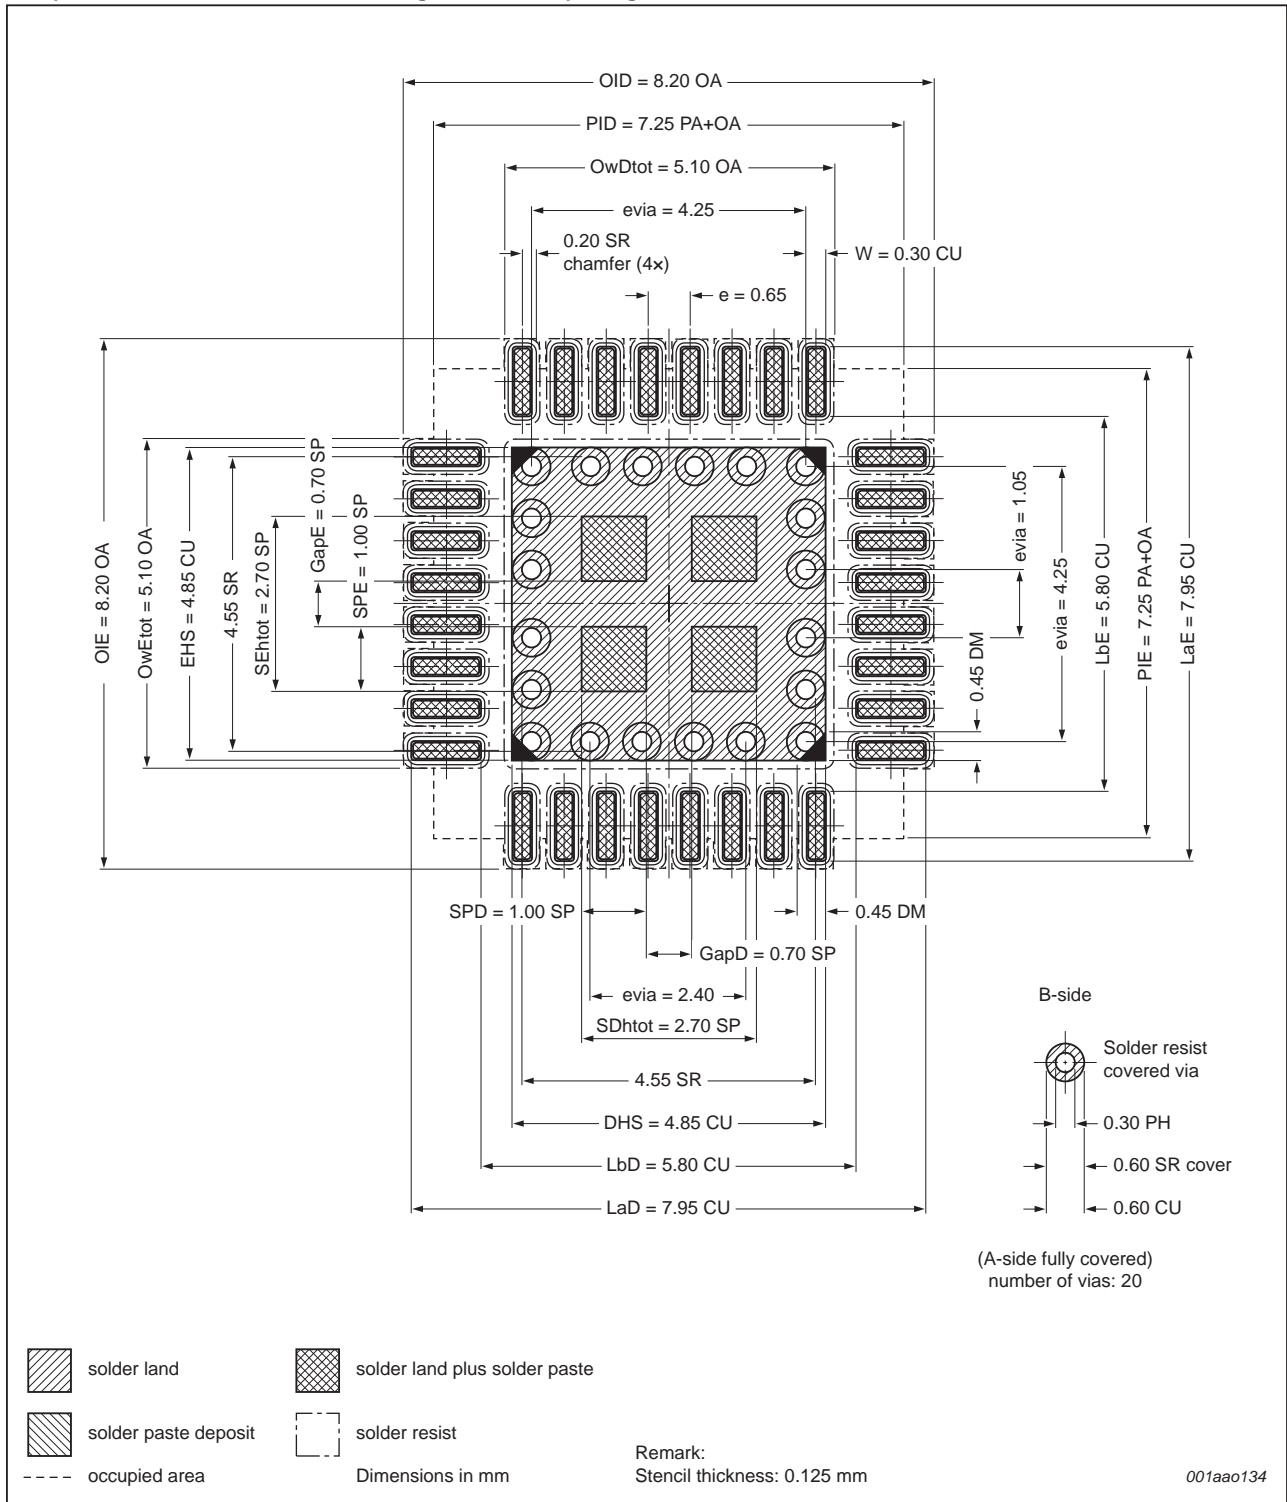 OID = 8.20 OA
PID = 7.25 PA+OA
OwDtot = 5.10 OA
evia = 4.25
0.20 SR
chamfer (4×)
W = 0.30 CU
e = 0.65
OIE = 8.20 OA
OwEtot = 5.10 OA
EHS = 4.85 CU
4.55 SR
SEhtot = 2.70 SP
GapE = 0.70 SP
SPE = 1.00 SP
evia = 1.05
0.45 DM
evia = 4.25
LbE = 5.80 CU
PIE = 7.25 PA+OA
LaE = 7.95 CU
SPD = 1.00 SP
0.45 DM
GapD = 0.70 SP
evia = 2.40
SDhtot = 2.70 SP
4.55 SR
DHS = 4.85 CU
LbD = 5.80 CU
LaD = 7.95 CU
B-side
Solder resist
covered via
0.30 PH
0.60 SR cover
0.60 CU
(A-side fully covered)
number of vias: 20
solder land
solder land plus solder paste
solder paste deposit
solder resist
occupied area
Dimensions in mm
Remark:
Stencil thickness: 0.125 mm
001aao134